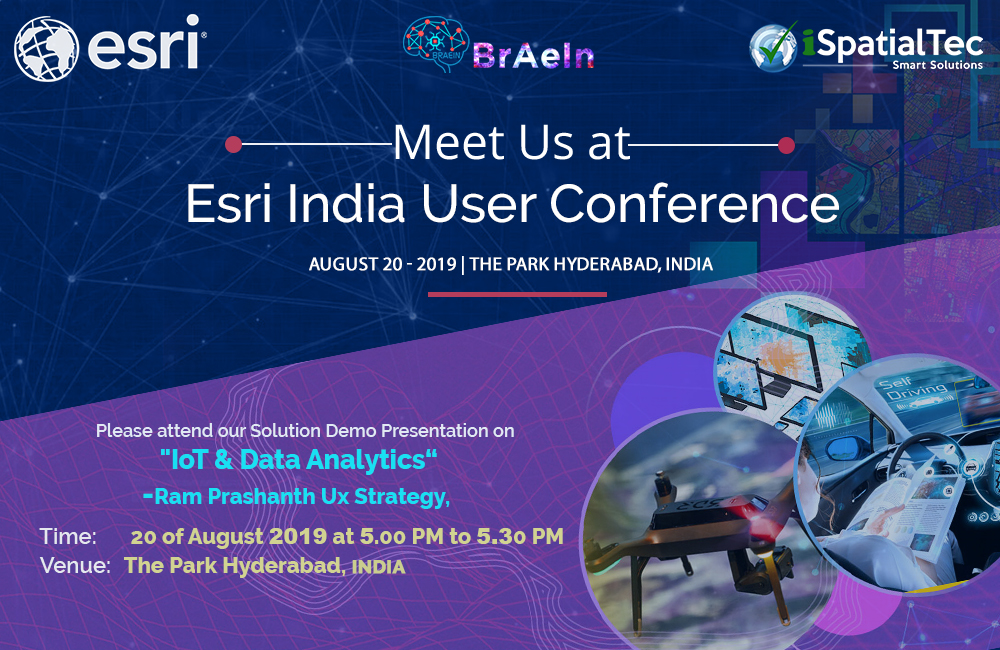 esri®
BRAEIN
BrAeIn
iSpatialTec
Smart Solutions
Meet Us at
Esri India User Conference
AUGUST 20 - 2019 | THE PARK HYDERABAD, INDIA
Self
Driving
Please attend our Solution Demo Presentation on
"IoT & Data Analytics“
-Ram Prashanth Ux Strategy,
Time: 20 of August 2019 at 5.00 PM to 5.30 PM
Venue: The Park Hyderabad, INDIA